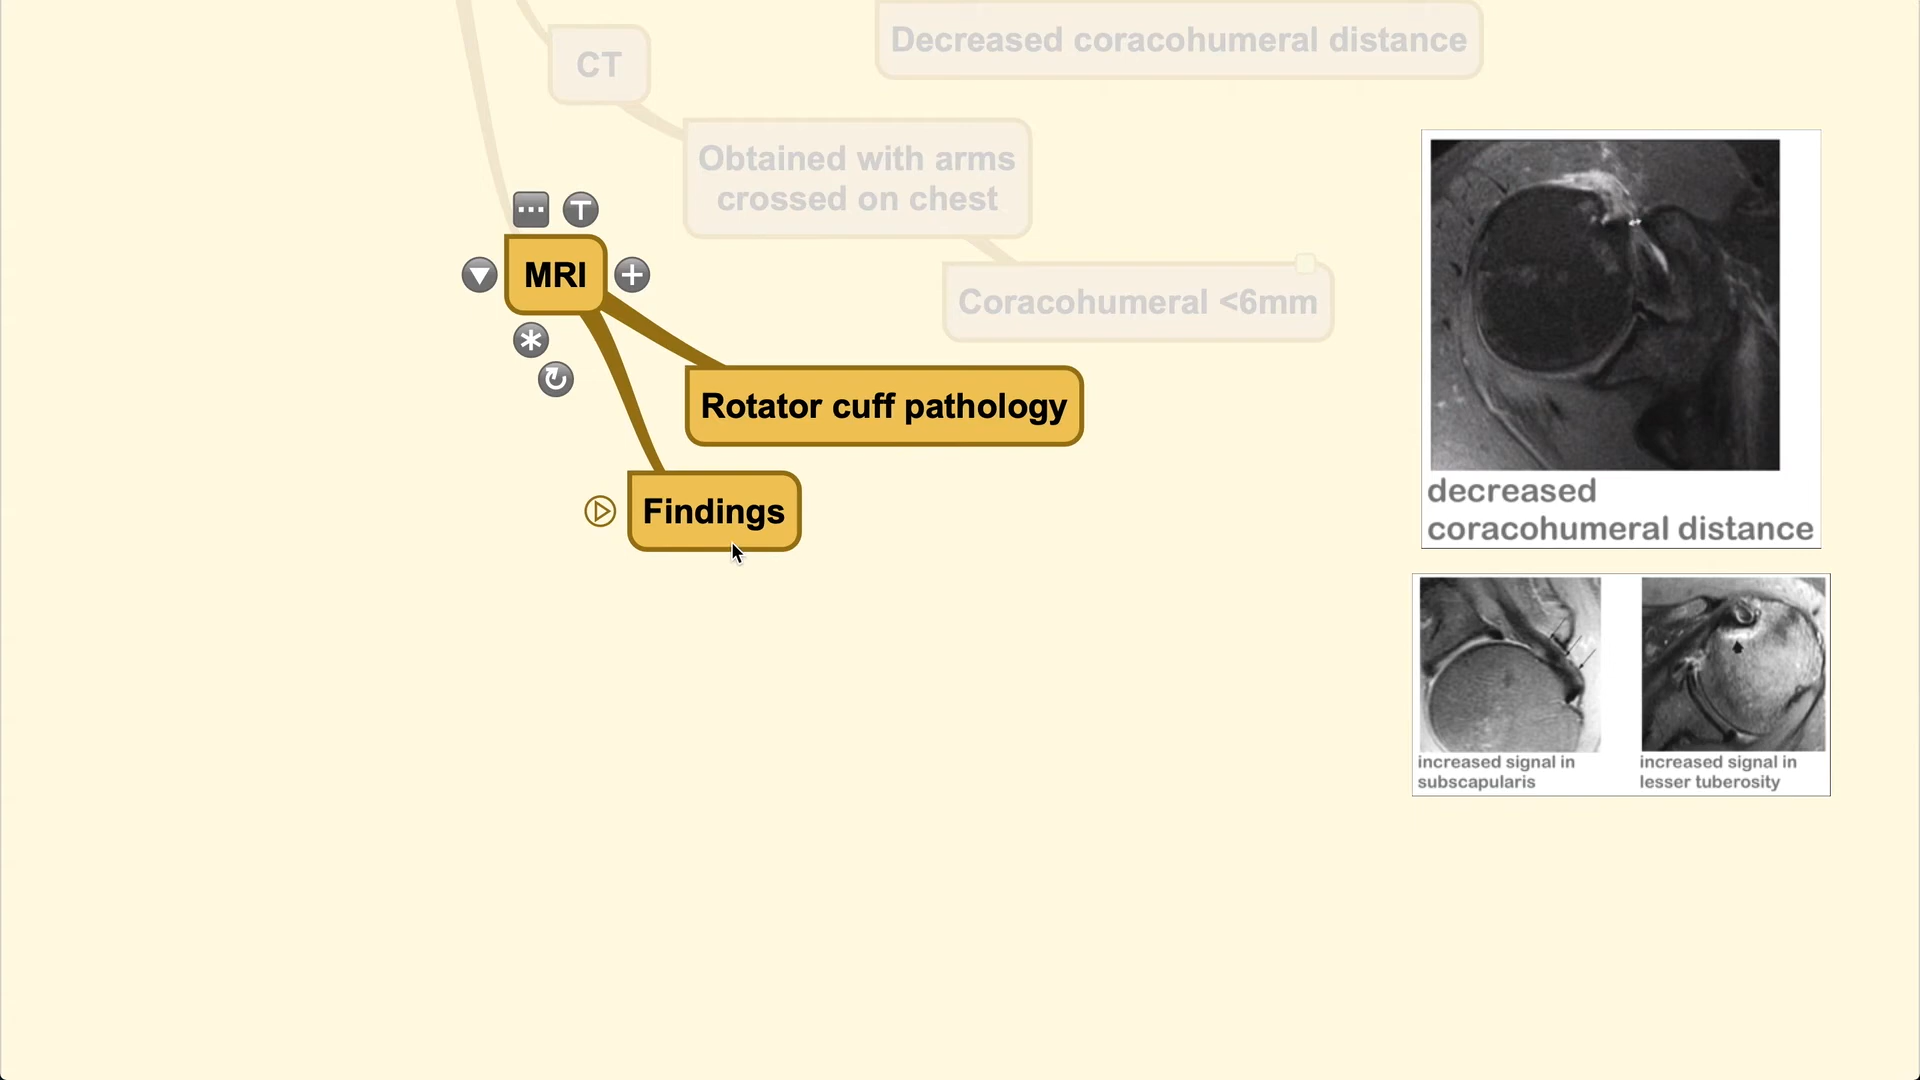 Decreased coracohumeral distance
CT
Obtained with arms
crossed on chest
MRI
Coracohumeral <6mm
Rotator cuff pathology
Findings
decreased
coracohumeral distance
increased signal in
subscapularis
increased signal in
lesser tuberosity